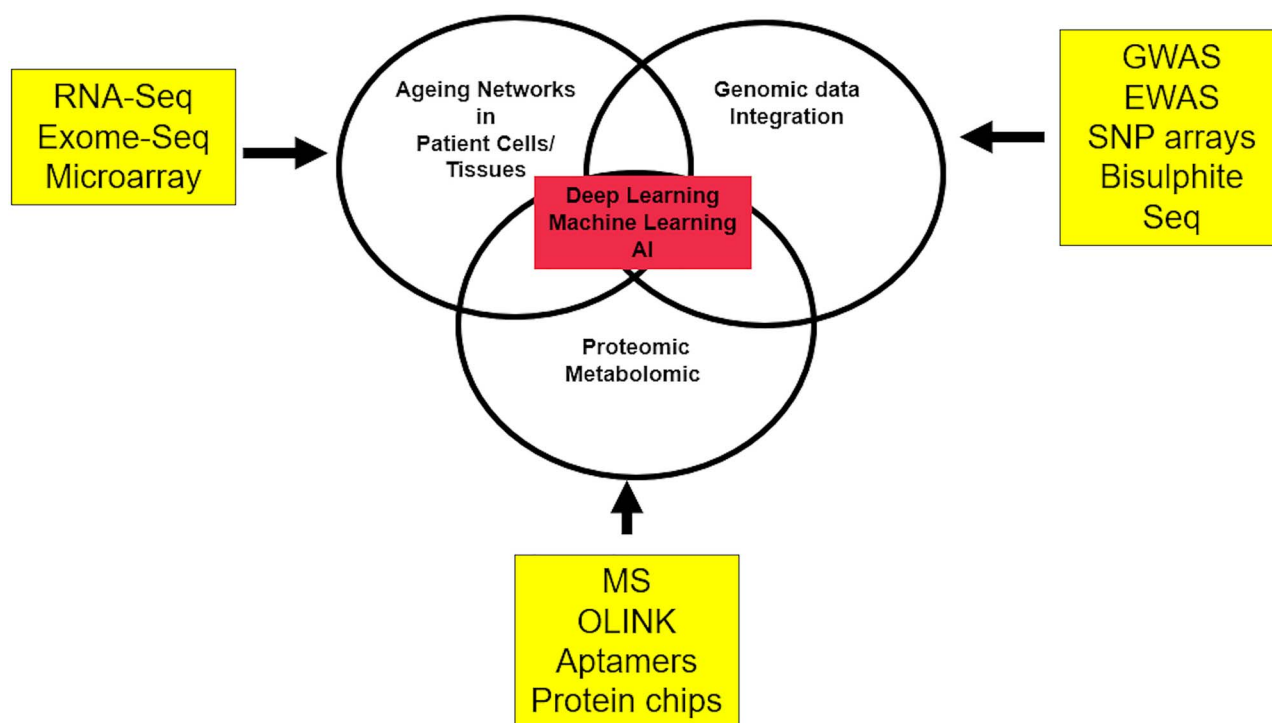 RNA-Seq
Exome-Seq
Microarray
Ageing Networks
in
Patient Cells/
Tissues
Genomic data
Integration
GWAS
EWAS
SNP arrays
Bisulphite
Seq
Deep Learning
Machine Learning
AI
Proteomic
Metabolomic
MS
OLINK
Aptamers
Protein chips